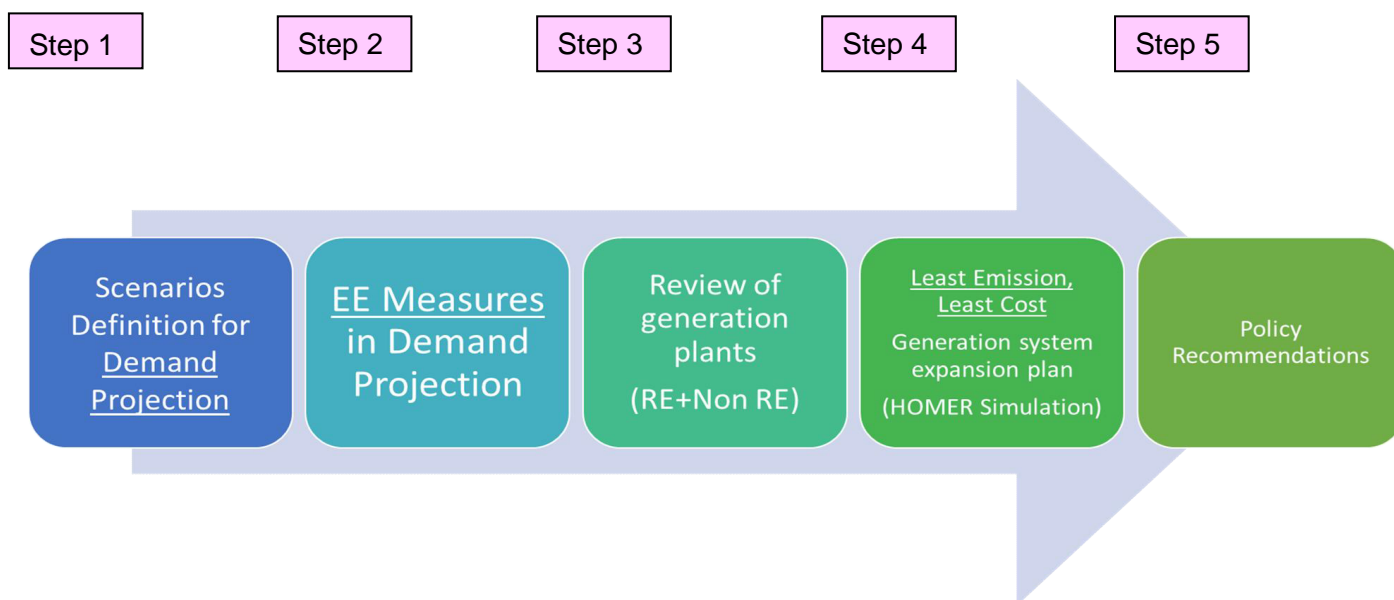 Step 1
Step 2
Step 3
Step 4
Step 5
Scenarios
Definition for
Demand
Projection
EE Measures
in Demand
Projection
Review of
generation
plants
(RE+Non RE)
Least Emission,
Least Cost
Generation system
expansion plan
(HOMER Simulation)
Policy
Recommendations